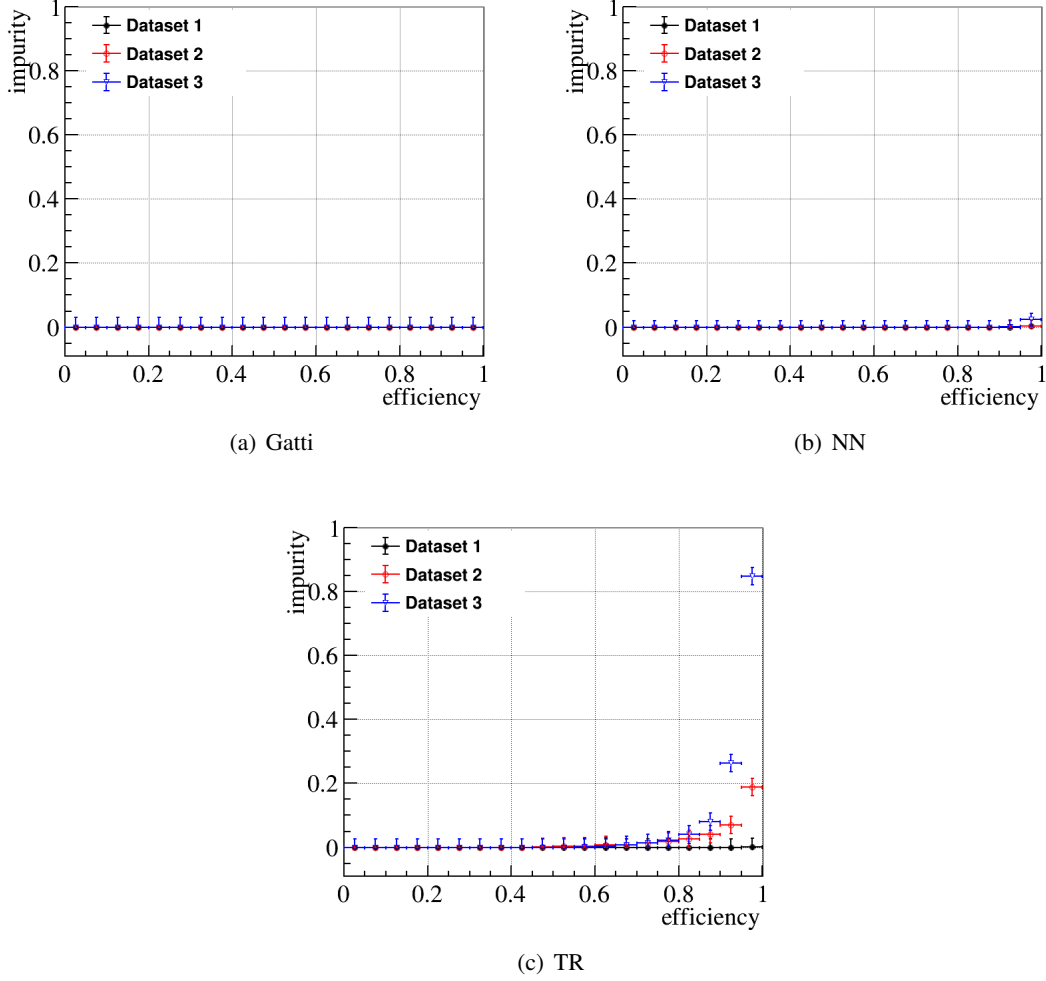 impurity
1
0.8
0.6
0.4
0.2
0
Dataset 1
Dataset 2
Dataset 3
0 0.2 0.4 0.6 0.8 1
efficiency
(a) Gatti
impurity
1
0.8
0.6
0.4
0.2
0
Dataset 1
Dataset 2
Dataset 3
0 0.2 0.4 0.6 0.8 1
efficiency
(b) NN
impurity
1
0.8
0.6
0.4
0.2
0
Dataset 1
Dataset 2
Dataset 3
0 0.2 0.4 0.6 0.8 1
efficiency
(c) TR